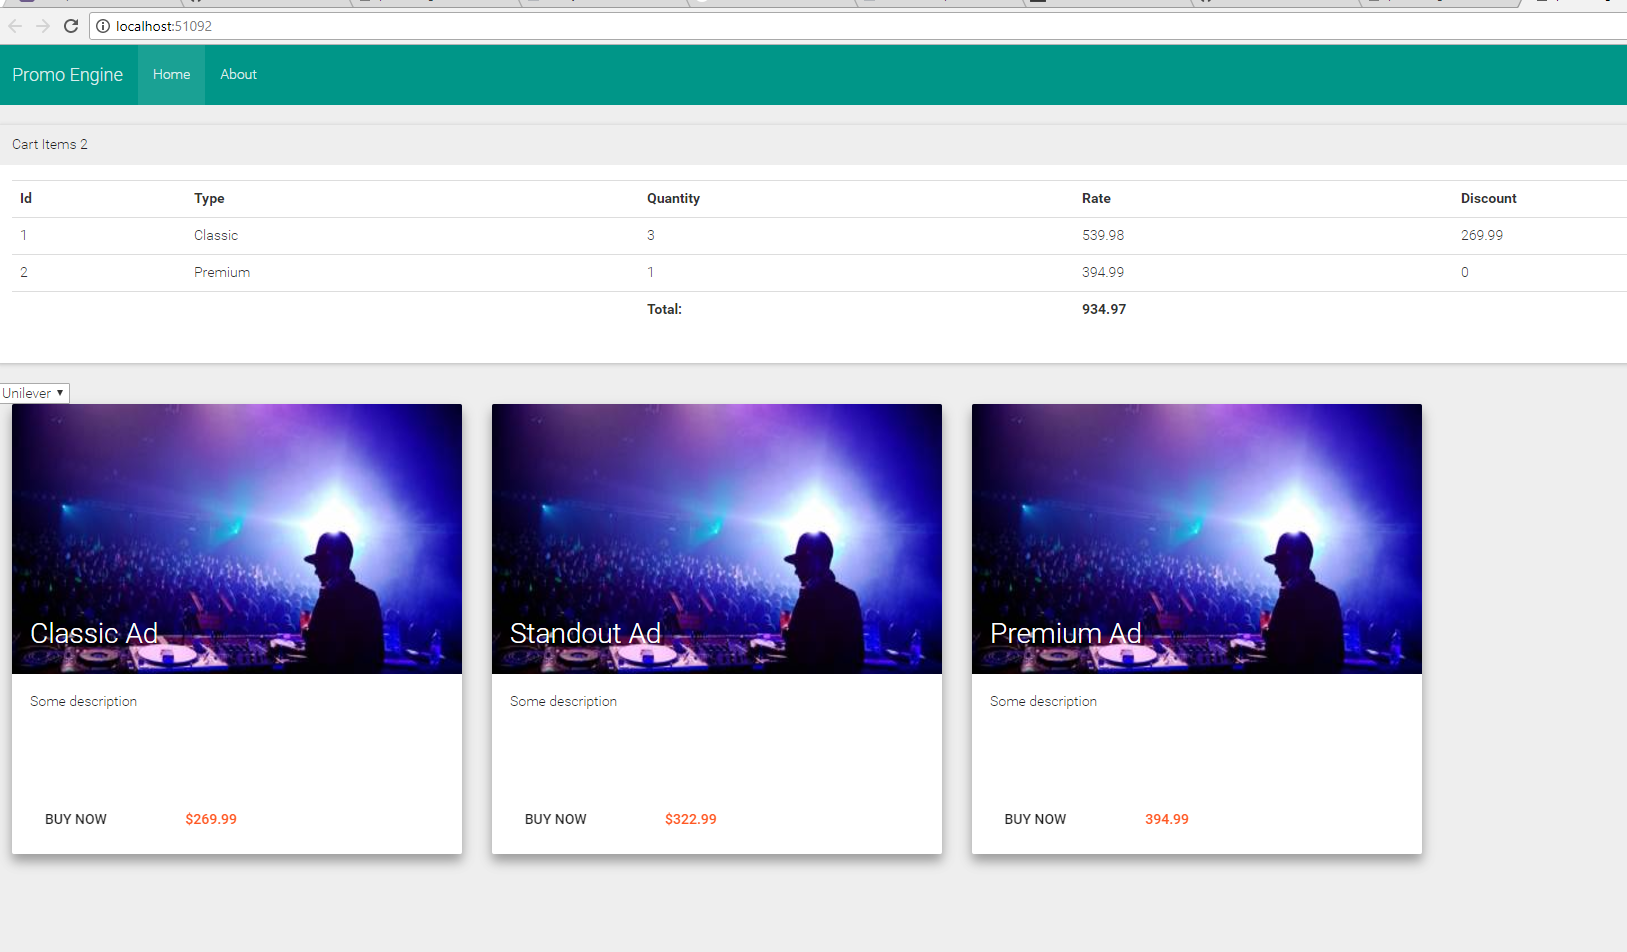 localhost:51092
Promo Engine Home About
Cart Items 2
Id Type Quantity Rate Discount
1 Classic 3 539.98 269.99
2 Premium 1 394.99 0
Total: 934.97
Unilever
Classic Ad Standout Ad Premium Ad
Some description Some description Some description
BUY NOW $269.99 BUY NOW $322.99 BUY NOW 394.99